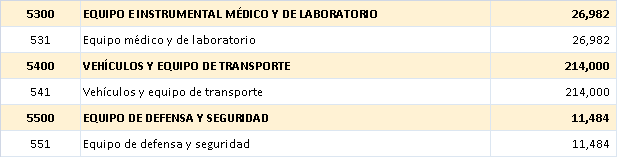 5300 EQUIPO E INSTRUMENTAL MÉDICO Y DE LABORATORIO 26,982
531 Equipo médico y de laboratorio 26,982
5400 VEHÍCULOS Y EQUIPO DE TRANSPORTE 214,000
541 Vehículos y equipo de transporte 214,000
5500 EQUIPO DE DEFENSA Y SEGURIDAD 11,484
551 Equipo de defensa y seguridad 11,484